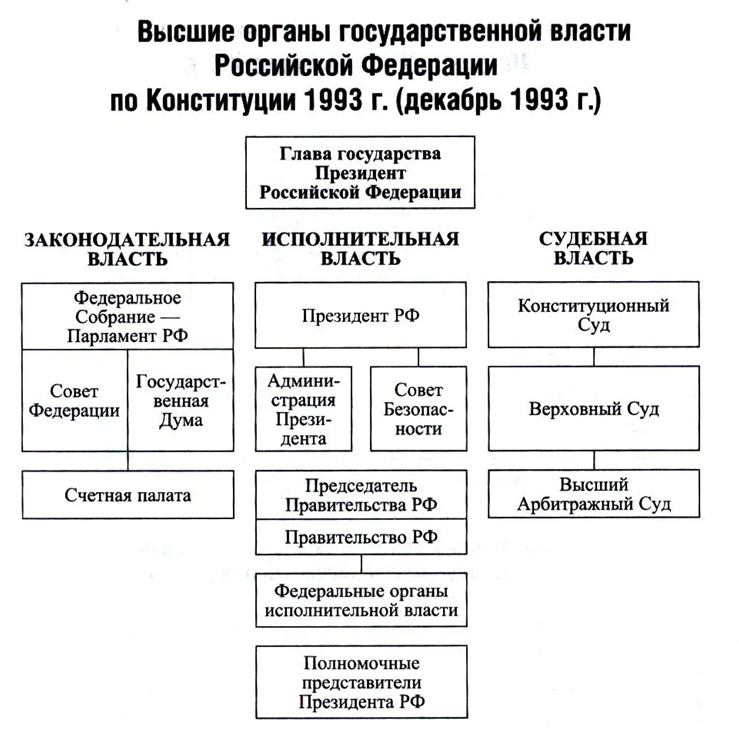 Высшие органы государственной власти
Российской Федерации
по Конституции 1993 г. (декабрь 1993 г.)
Глава государства
Президент
Российской Федерации
ЗАКОНОДАТЕЛЬНАЯ
ВЛАСТЬ
Федеральное
Собрание —
Парламент РФ
Совет
Федерации
Государст-
венная
Дума
Счетная палата
ИСПОЛНИТЕЛЬНАЯ
ВЛАСТЬ
Президент РФ
Админи-
страция
Прези-
дента
Совет
Безопас-
ности
Председатель
Правительства РФ
Правительство РФ
Федеральные органы
исполнительной власти
Полномочные
представители
Президента РФ
СУДЕБНАЯ
ВЛАСТЬ
Конституционный
Суд
Верховный Суд
Высший
Арбитражный Суд